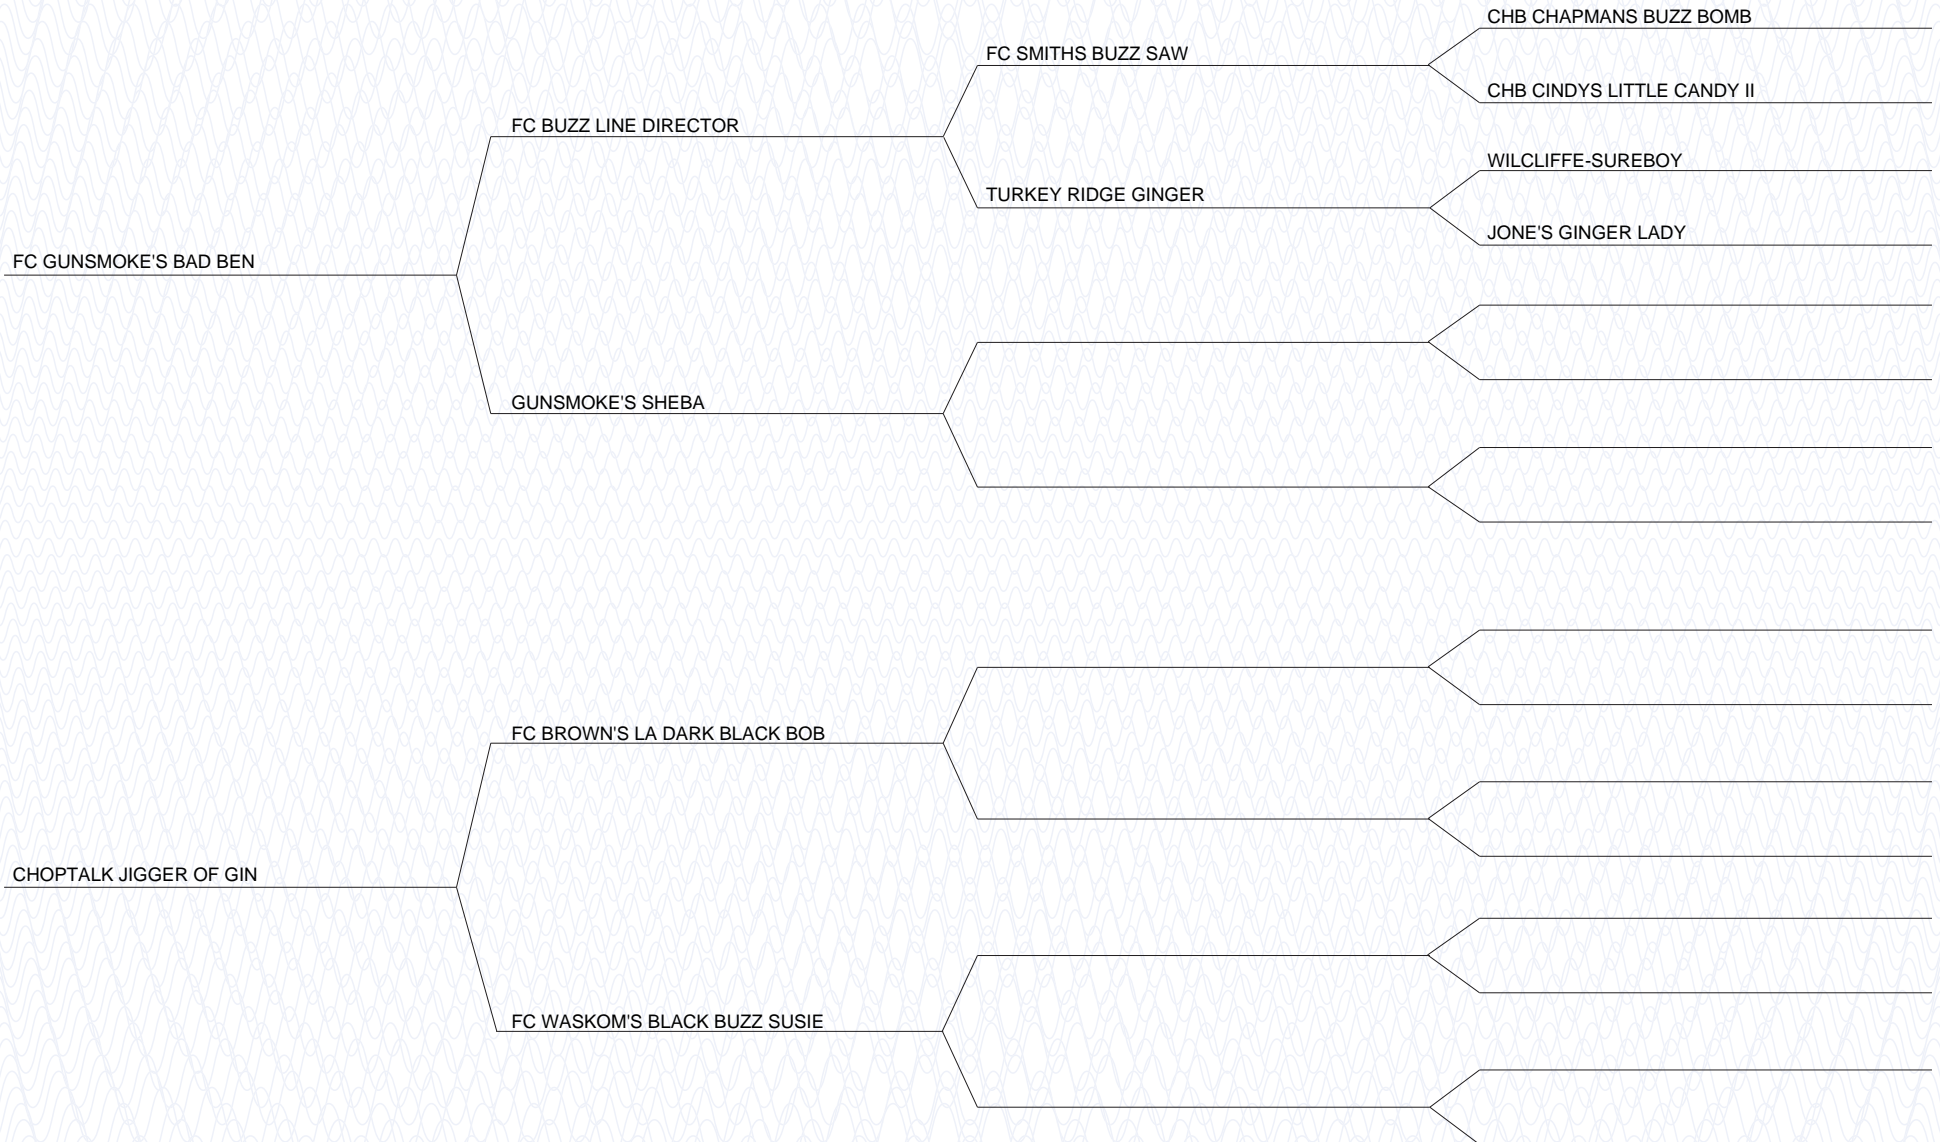 CHB CHAPMANS BUZZ BOMB
FC SMITHS BUZZ SAW
CHB CINDYS LITTLE CANDY II
FC BUZZ LINE DIRECTOR
WILCLIFFE-SUREBOY
TURKEY RIDGE GINGER
JONE'S GINGER LADY
FC GUNSMOKE'S BAD BEN
GUNSMOKE'S SHEBA
FC BROWN'S LA DARK BLACK BOB
CHOPTALK JIGGER OF GIN
FC WASKOM'S BLACK BUZZ SUSIE